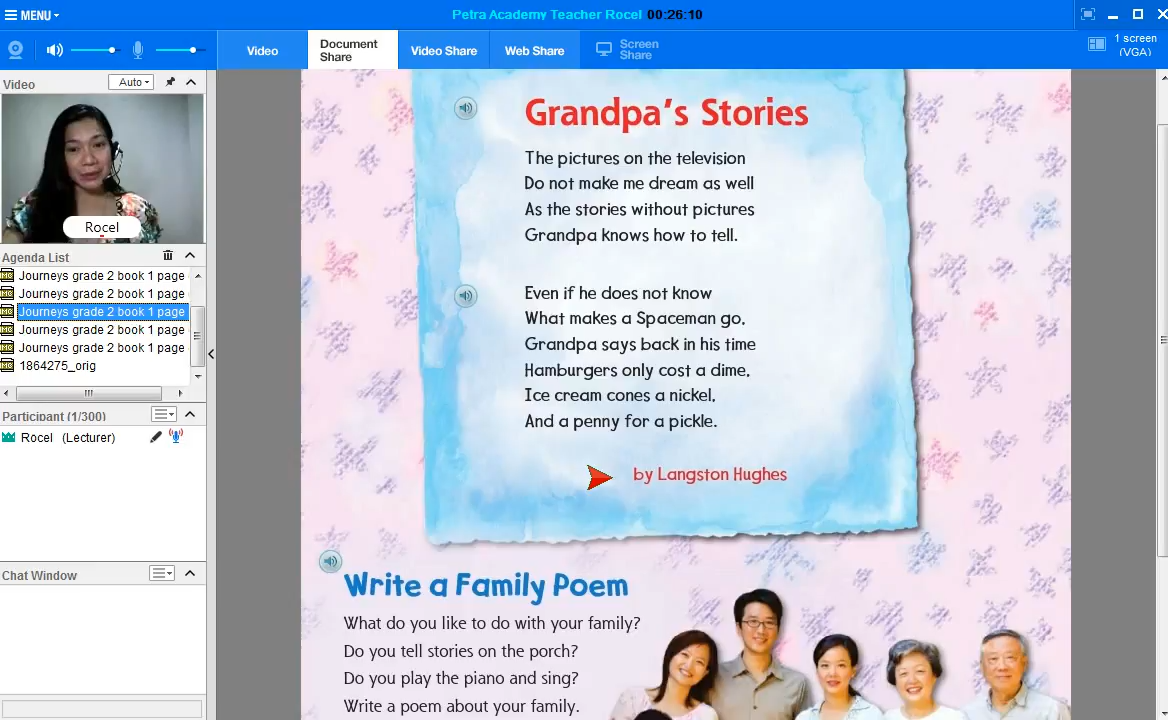 MENU
Petra Academy Teacher Rocel 00:26:10
Video
Document
Share
Video Share
Web Share
Screen
Share
1 screen
(VGA)
Video
Auto
Rocel
Agenda List
Journeys grade 2 book 1 page
Journeys grade 2 book 1 page
Journeys grade 2 book 1 page
Journeys grade 2 book 1 page
Journeys grade 2 book 1 page
1864275_orig
Participant (1/300)
Rocel (Lecturer)
Chat Window
Grandpa's Stories
The pictures on the television
Do not make me dream as well
As the stories without pictures
Grandpa knows how to tell.
Even if he does not know
What makes a Spaceman go,
Grandpa says back in his time
Hamburgers only cost a dime,
Ice cream cones a nickel,
And a penny for a pickle.
by Langston Hughes
Write a Family Poem
What do you like to do with your family?
Do you tell stories on the porch?
Do you play the piano and sing?
Write a poem about your family.